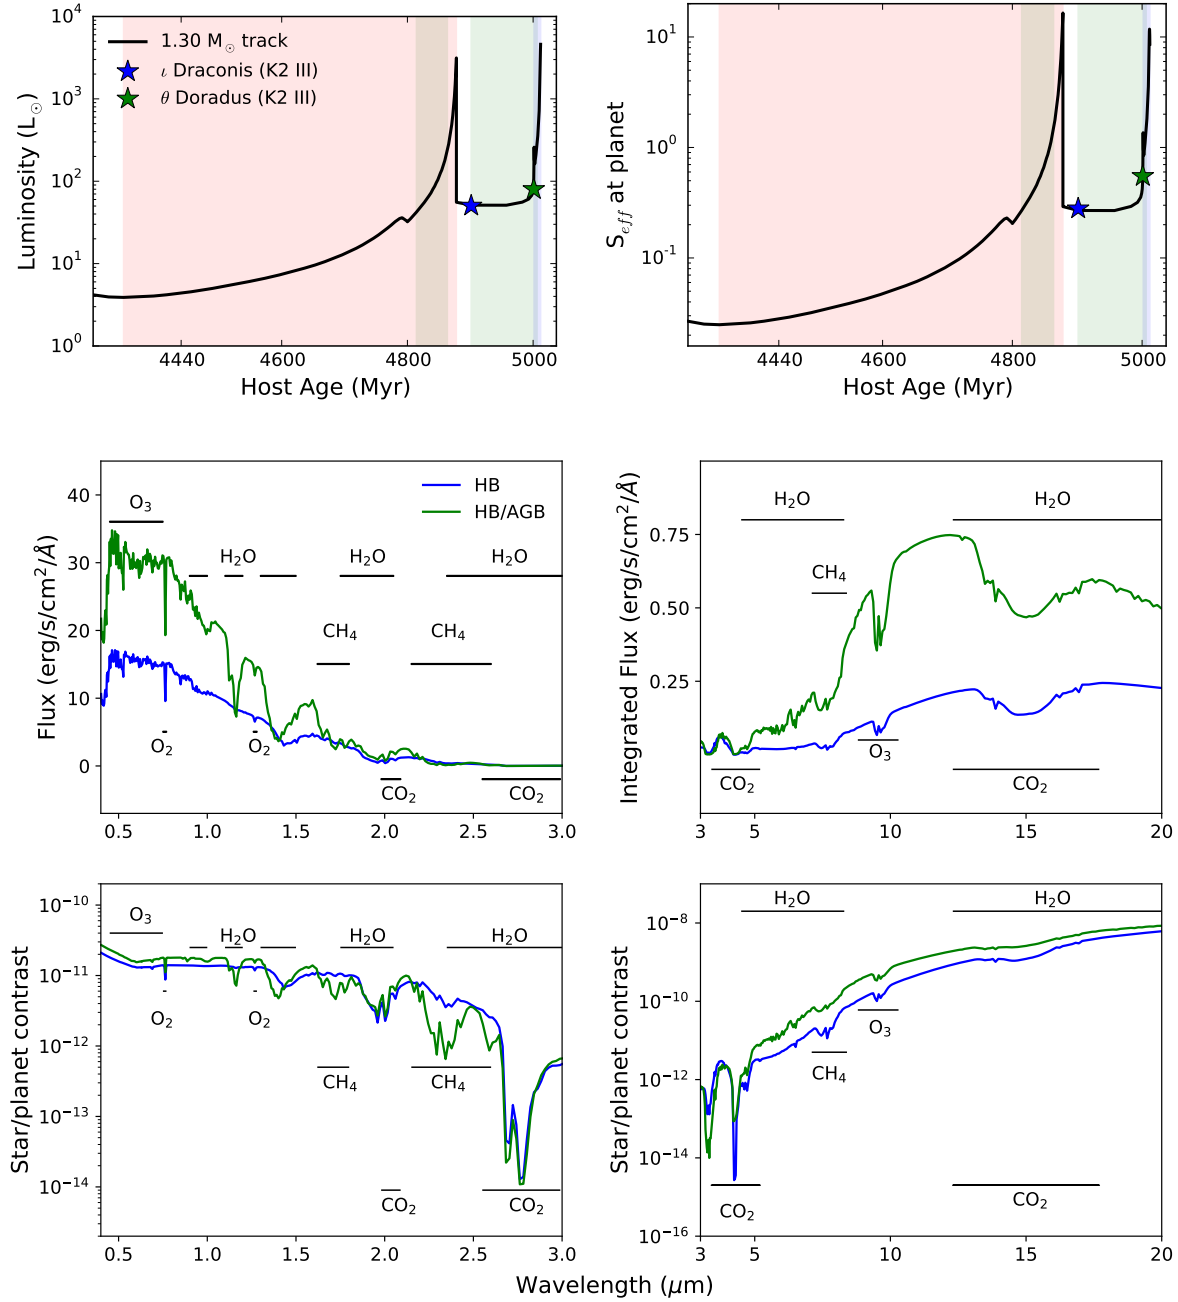 10⁴
10³
10²
10¹
10⁰
Luminosity (L☉)
1.30 M☉ track
ι Draconis (K2 III)
θ Doradus (K2 III)
4440
4600
4800
5000
Host Age (Myr)
10¹
10⁰
10⁻¹
S_eff at planet
4440
4600
4800
5000
Host Age (Myr)
40
30
20
10
0
Flux (erg/s/cm²/Å)
HB
HB/AGB
O₃
H₂O
H₂O
H₂O
CH₄
CH₄
O₂
O₂
CO₂
CO₂
0.5
1.0
1.5
2.0
2.5
3.0
0.75
0.50
0.25
Integrated Flux (erg/s/cm²/Å)
H₂O
H₂O
CH₄
O₃
CO₂
CO₂
3
5
10
15
20
10⁻¹⁰
10⁻¹¹
10⁻¹²
10⁻¹³
10⁻¹⁴
Star/planet contrast
O₃
H₂O
H₂O
H₂O
O₂
O₂
CH₄
CH₄
CO₂
CO₂
0.5
1.0
1.5
2.0
2.5
3.0
10⁻⁸
10⁻¹⁰
10⁻¹²
10⁻¹⁴
10⁻¹⁶
Star/planet contrast
H₂O
H₂O
O₃
CH₄
CO₂
CO₂
3
5
10
15
20
Wavelength (μm)